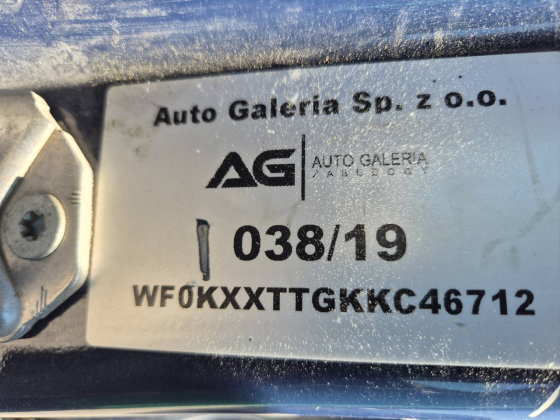 Auto Galeria Sp. z o.o.
AG AUTO GALERIA
ZABUDOWY
038/19
WF0KXXTTGKKC46712